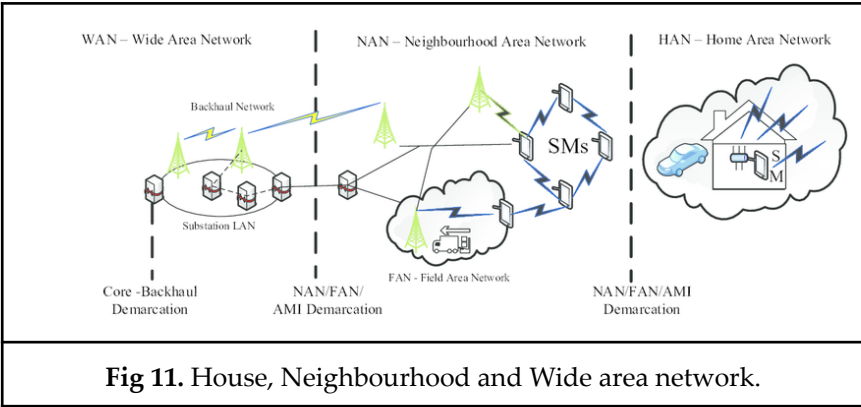 WAN – Wide Area Network
NAN – Neighbourhood Area Network
HAN – Home Area Network
Backhaul Network
SMs
S
M
Substation LAN
FAN - Field Area Network
Core -Backhaul
Demarcation
NAN/FAN/
AMI Demarcation
NAN/FAN/AMI
Demarcation
Fig 11. House, Neighbourhood and Wide area network.